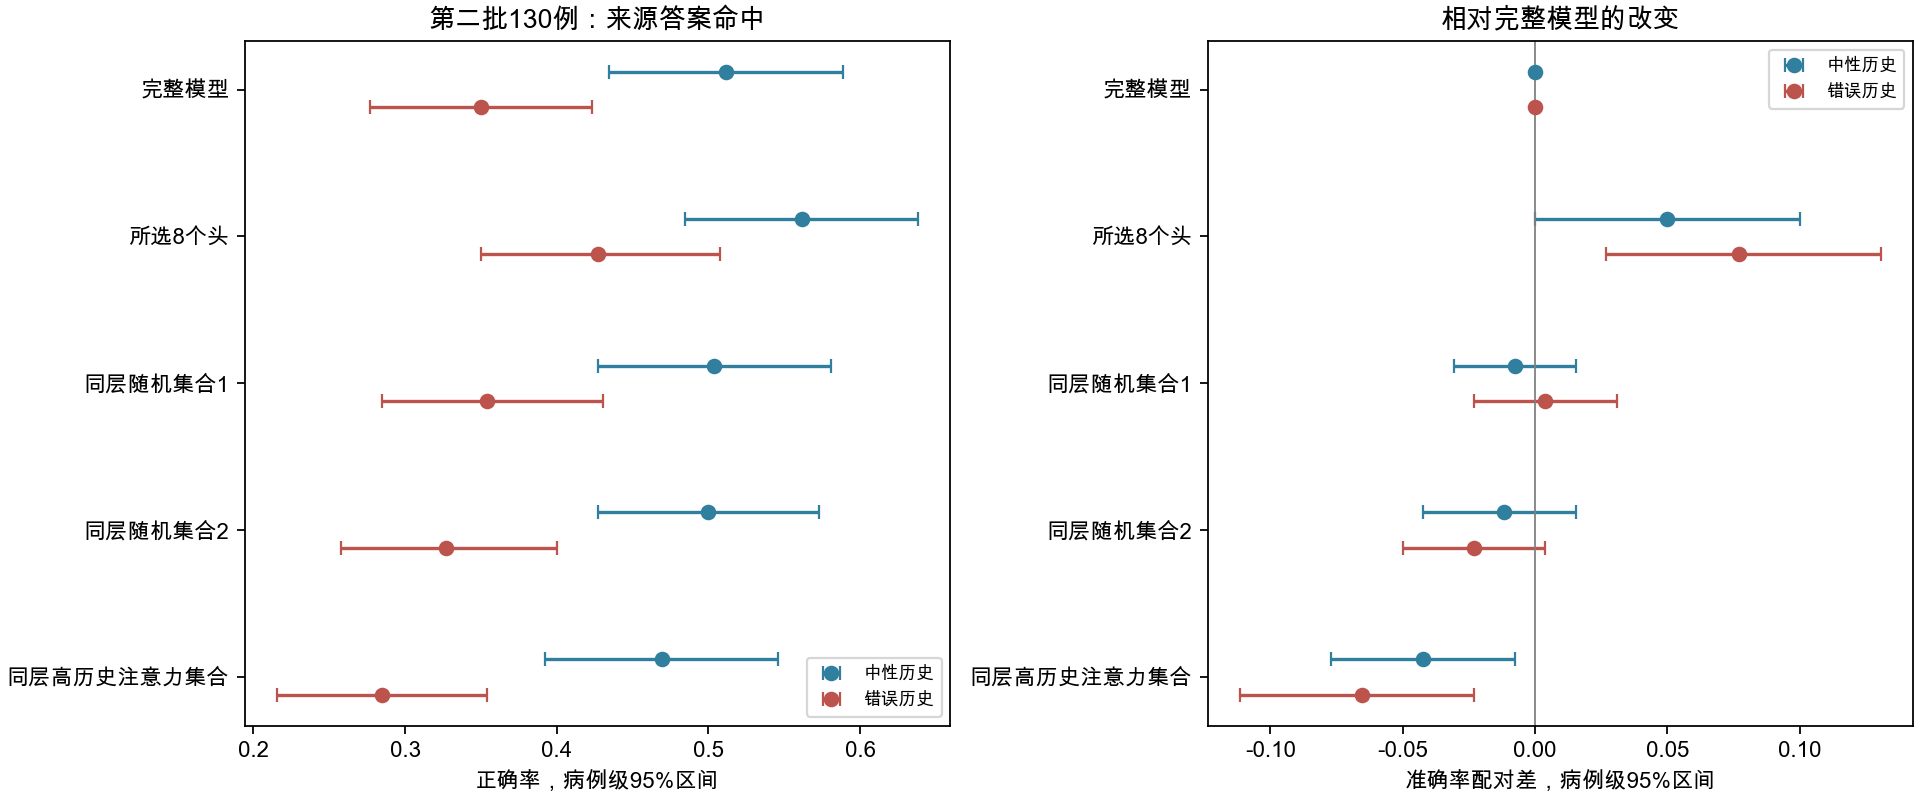 第二批130例：来源答案命中
完整模型
所选8个头
同层随机集合1
同层随机集合2
同层高历史注意力集合
中性历史
错误历史
0.2 0.3 0.4 0.5 0.6
正确率，病例级95%区间
相对完整模型的改变
中性历史
错误历史
完整模型
所选8个头
同层随机集合1
同层随机集合2
同层高历史注意力集合
-0.10 -0.05 0.00 0.05 0.10
准确率配对差，病例级95%区间